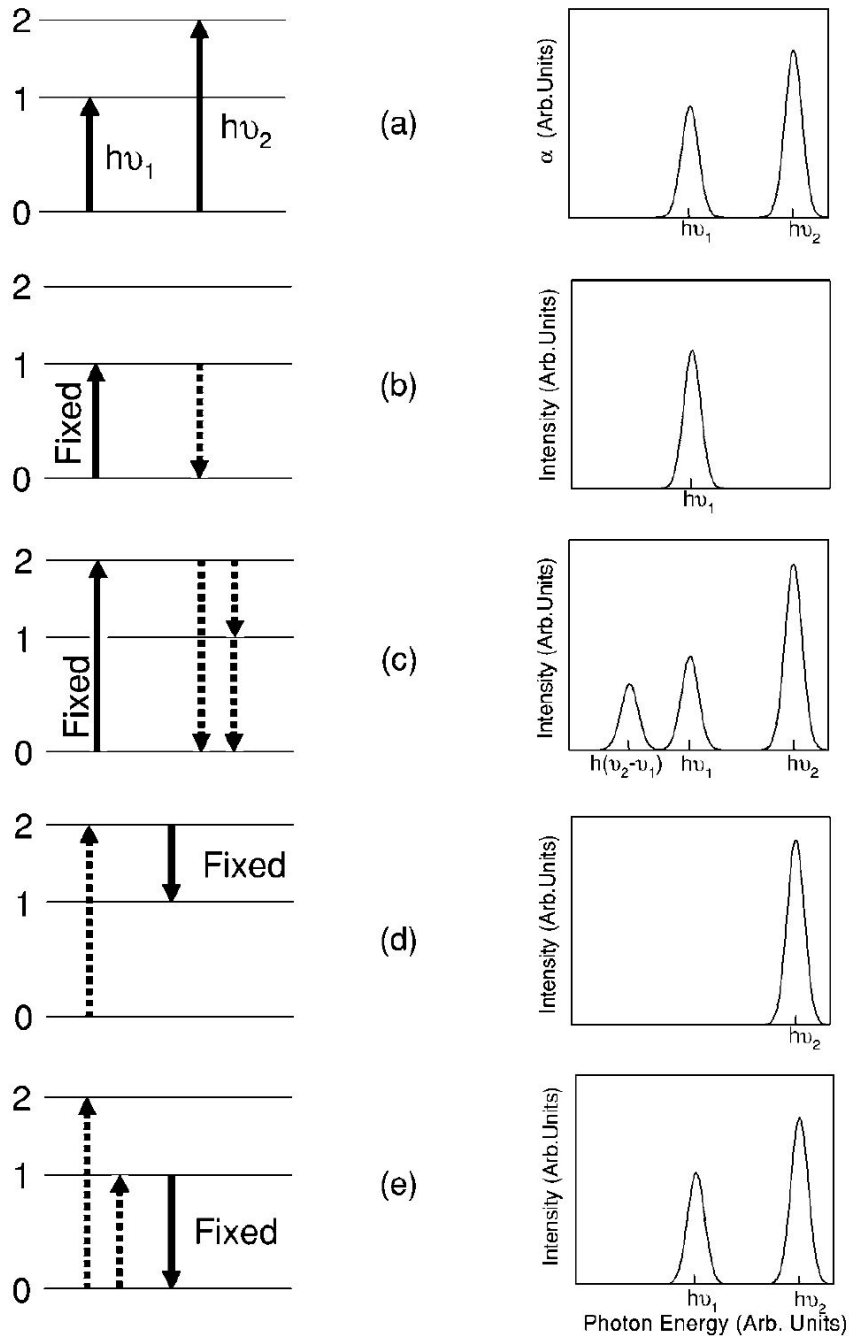 2
1
0
hυ₁
hυ₂
(a)
α (Arb.Units)
hυ₁
hυ₂
2
1
0
Fixed
(b)
Intensity (Arb.Units)
hυ₁
2
1
0
Fixed
(c)
Intensity (Arb.Units)
h(υ₂-υ₁)
hυ₁
hυ₂
2
1
0
Fixed
(d)
Intensity (Arb.Units)
hυ₂
2
1
0
Fixed
(e)
Intensity (Arb.Units)
hυ₁
hυ₂
Photon Energy (Arb. Units)